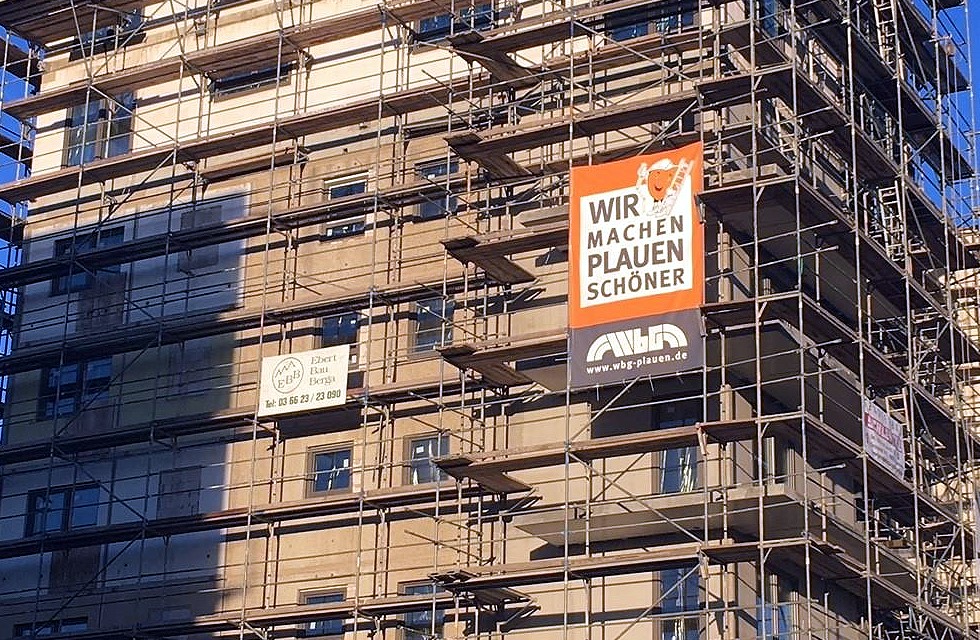 WIR
MACHEN
PLAUEN
SCHÖNER
wbg
www.wbg-plauen.de
EBB
Ebert
Bau
Berga
Tel: 03 66 23 / 23 090